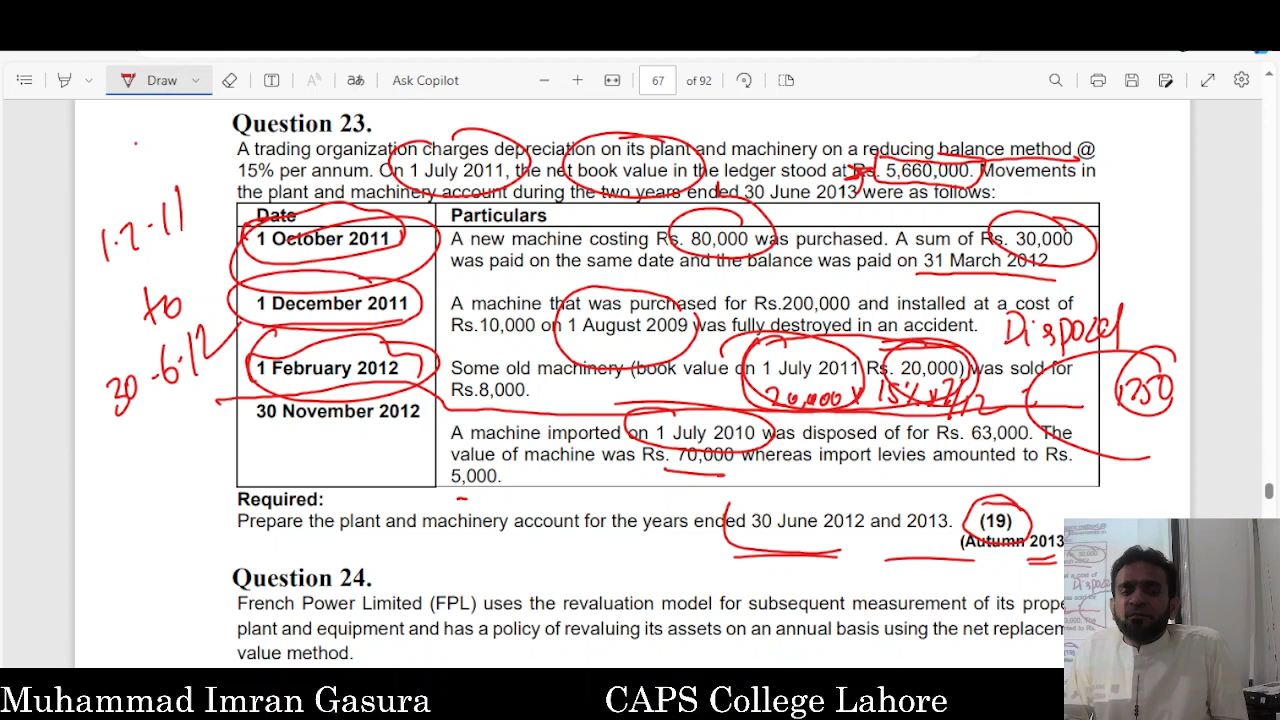 Draw
Ask Copilot
67 of 92
Question 23.
A trading organization charges depreciation on its plant and machinery on a reducing balance method @
15% per annum. On 1 July 2011, the net book value in the ledger stood at Rs. 5,660,000. Movements in
the plant and machinery account during the two years ended 30 June 2013 were as follows:
Date Particulars
1 October 2011 A new machine costing Rs. 80,000 was purchased. A sum of Rs. 30,000
was paid on the same date and the balance was paid on 31 March 2012
1 December 2011 A machine that was purchased for Rs.200,000 and installed at a cost of
Rs.10,000 on 1 August 2009 was fully destroyed in an accident.
1 February 2012 Some old machinery (book value on 1 July 2011 Rs. 20,000) was sold for
Rs.8,000.
30 November 2012
A machine imported on 1 July 2010 was disposed of for Rs. 63,000. The
value of machine was Rs. 70,000 whereas import levies amounted to Rs.
5,000.
1.2.11
to
30-6-12
Disposal
20,000 x 15% x 7/12
Required:
Prepare the plant and machinery account for the years ended 30 June 2012 and 2013. (19)
(Autumn 2013
Question 24.
French Power Limited (FPL) uses the revaluation model for subsequent measurement of its
plant and equipment and has a policy of revaluing its assets on an annual basis using the net
value method.
Muhammad Imran Gasura CAPS College Lahore